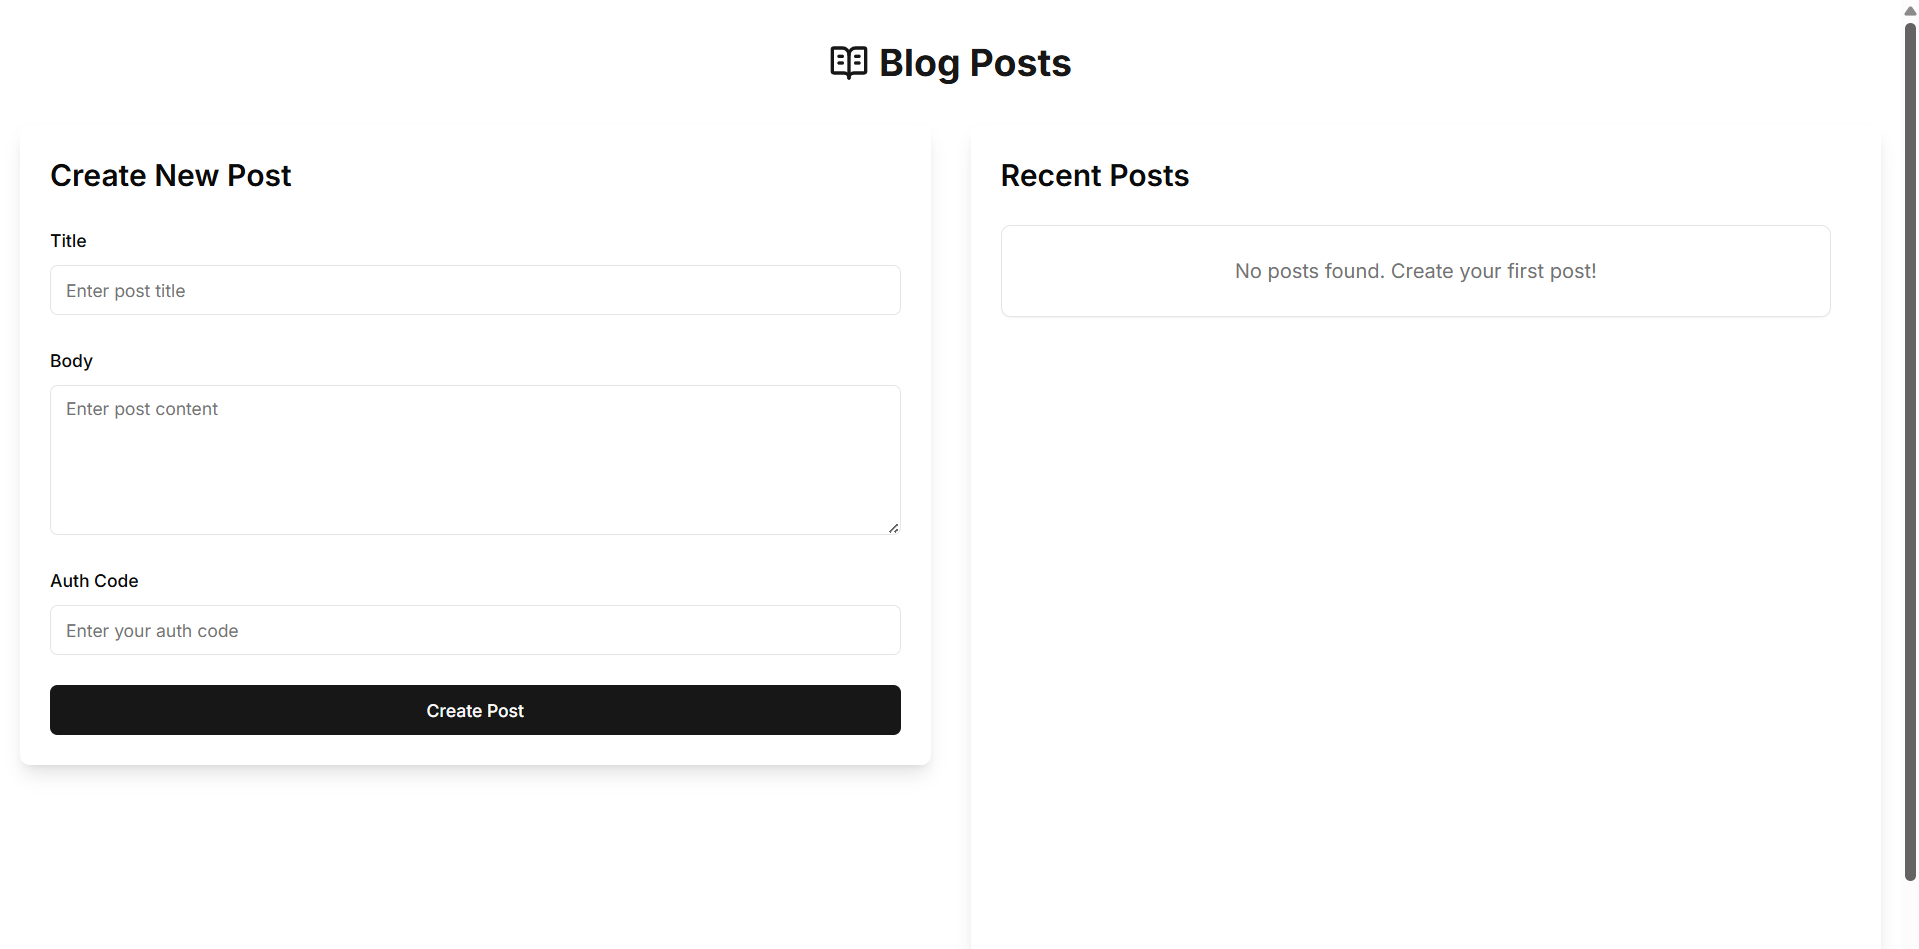 Blog Posts
Create New Post
Title
Enter post title
Body
Enter post content
Auth Code
Enter your auth code
Create Post
Recent Posts
No posts found. Create your first post!